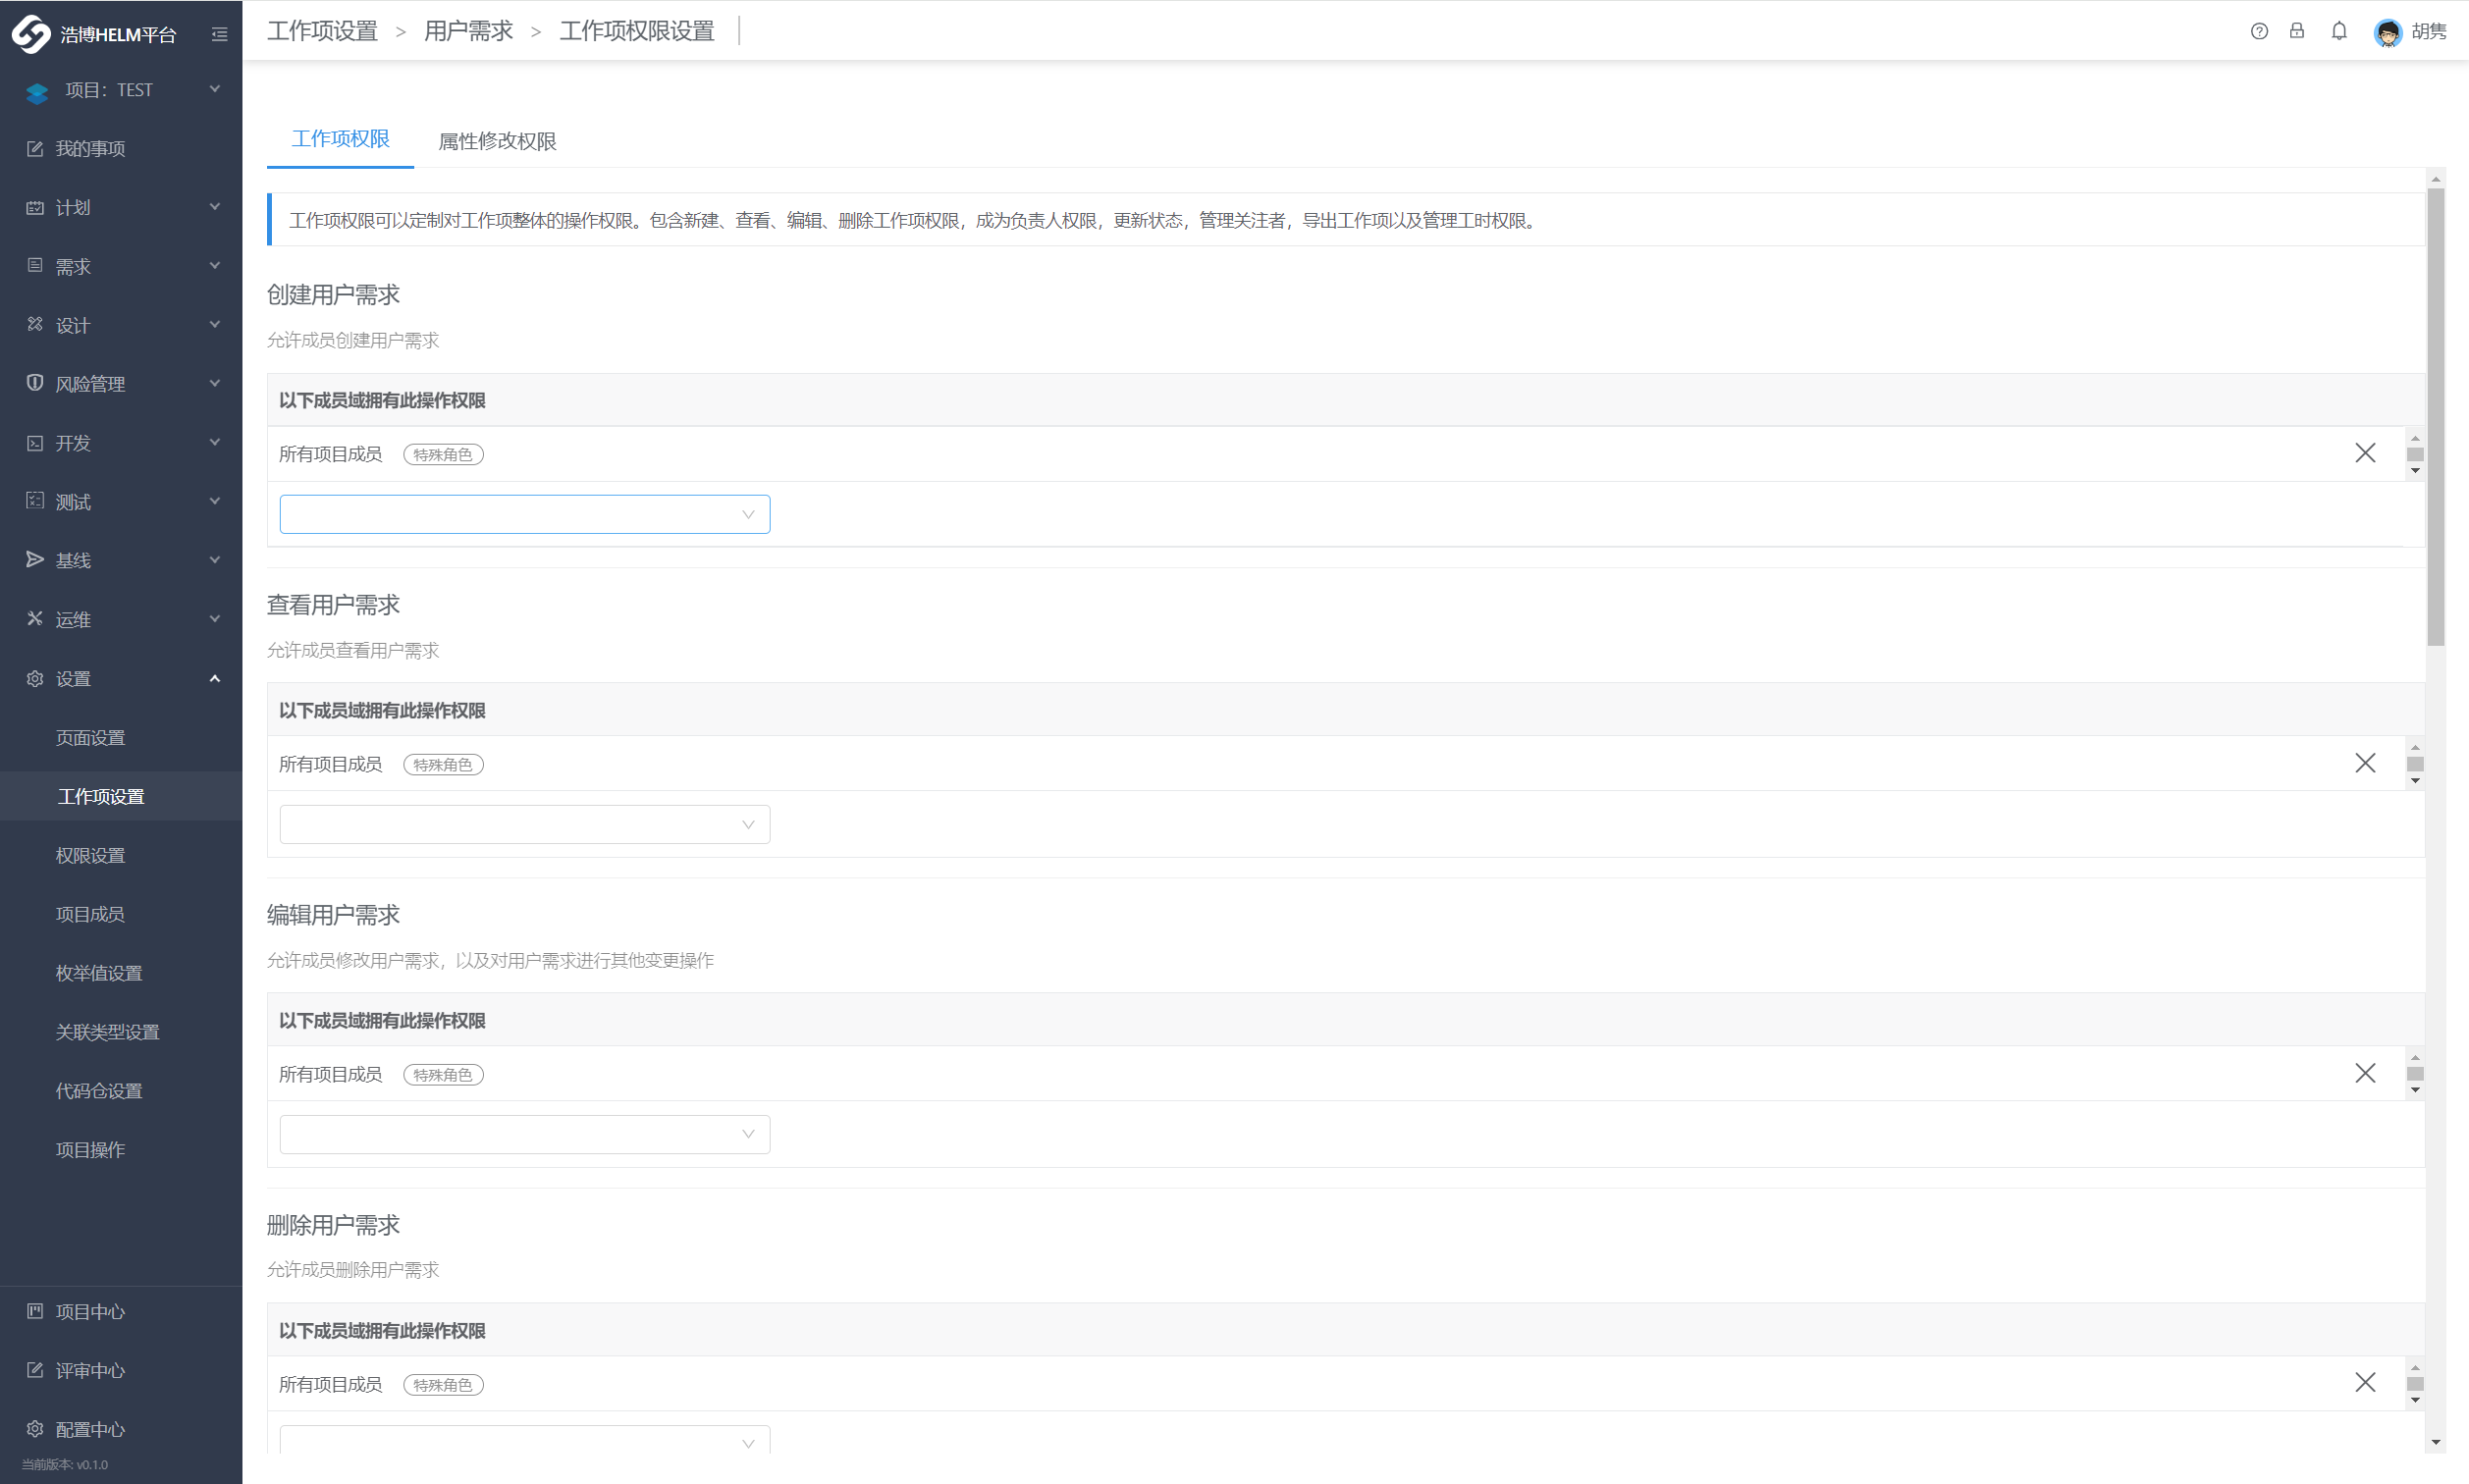 浩博HELM平台
项目：TEST
我的事项
计划
需求
设计
风险管理
开发
测试
基线
运维
设置
页面设置
工作项设置
权限设置
项目成员
枚举值设置
关联类型设置
代码仓设置
项目操作
项目中心
评审中心
配置中心
当前版本: v0.1.0
工作项设置 > 用户需求 > 工作项权限设置
胡隽
工作项权限 属性修改权限
工作项权限可以定制对工作项整体的操作权限。包含新建、查看、编辑、删除工作项权限，成为负责人权限，更新状态，管理关注者，导出工作项以及管理工时权限。
创建用户需求
允许成员创建用户需求
以下成员域拥有此操作权限
所有项目成员 特殊角色
查看用户需求
允许成员查看用户需求
以下成员域拥有此操作权限
所有项目成员 特殊角色
编辑用户需求
允许成员修改用户需求，以及对用户需求进行其他变更操作
以下成员域拥有此操作权限
所有项目成员 特殊角色
删除用户需求
允许成员删除用户需求
以下成员域拥有此操作权限
所有项目成员 特殊角色